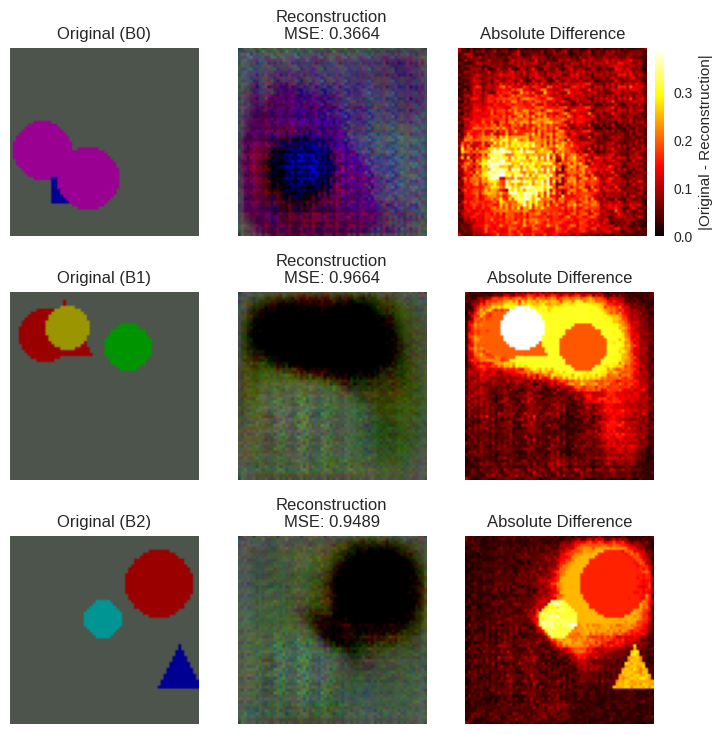 Original (B0)
Reconstruction
MSE: 0.3664
Absolute Difference
0.3
0.2
0.1
0.0
|Original - Reconstruction|
Original (B1)
Reconstruction
MSE: 0.9664
Absolute Difference
Original (B2)
Reconstruction
MSE: 0.9489
Absolute Difference